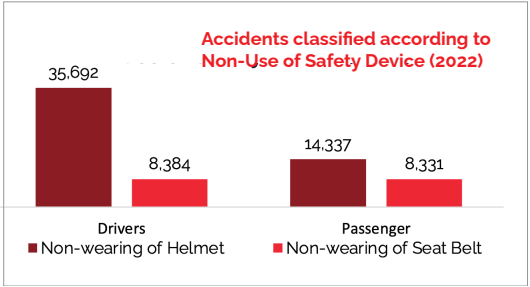 Accidents classified according to
Non-Use of Safety Device (2022)
35,692
8,384
14,337
8,331
Drivers
Passenger
Non-wearing of Helmet
Non-wearing of Seat Belt